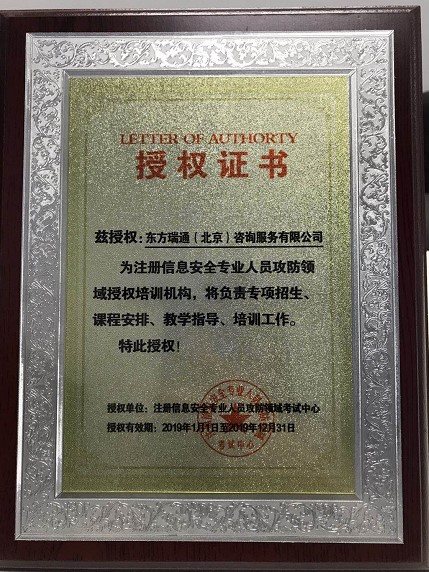 LETTER OF AUTHORTY
授权证书
兹授权：东方瑞通（北京）咨询服务有限公司
为注册信息安全专业人员攻防领
域授权培训机构，将负责专项招生、
课程安排、教学指导、培训工作。
特此授权！
授权单位：注册信息安全专业人员攻防领域考试中心
授权有效期：2019年1月1日至2019年12月31日
考试中心